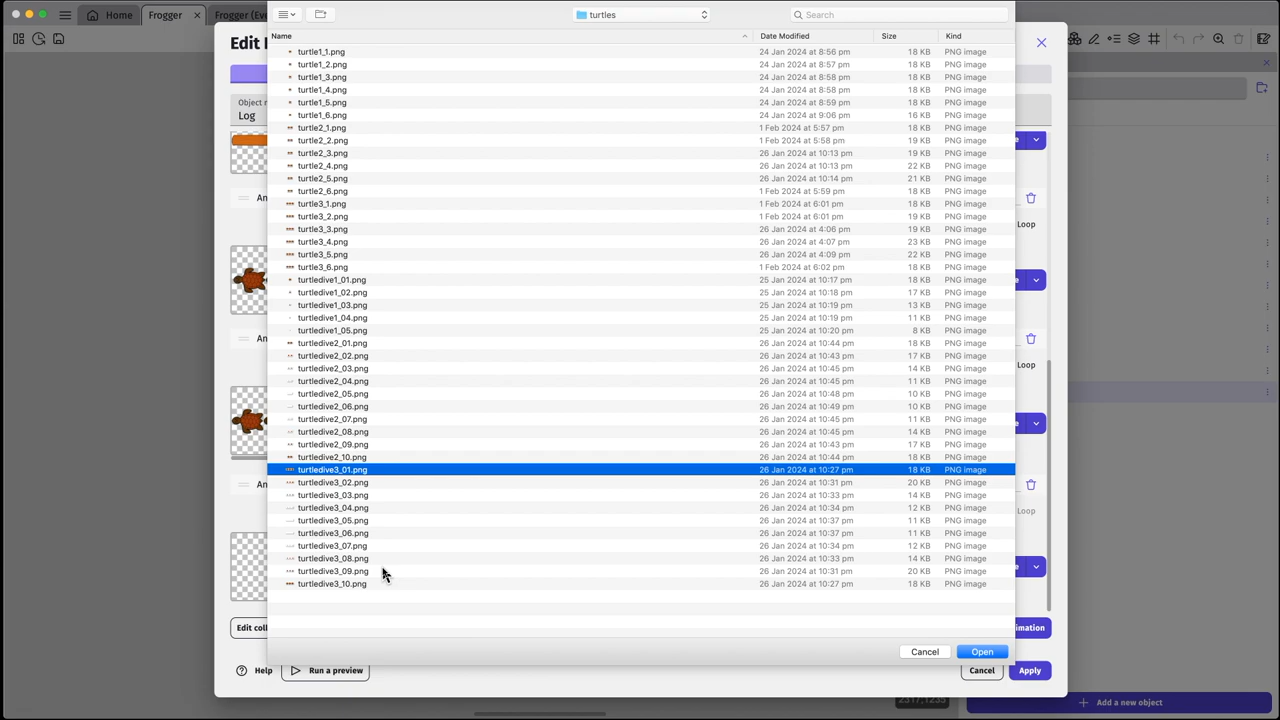 Home
Frogger
Frogger (Eve
turtles
Search
Edit
Object
Log
An
Loop
An
Loop
An
Loop
Edit coll
imation
Help
Run a preview
Cancel
Apply
Name Date Modified Size Kind
turtle1_1.png 24 Jan 2024 at 8:56 pm 18 KB PNG image
turtle1_2.png 24 Jan 2024 at 8:57 pm 18 KB PNG image
turtle1_3.png 24 Jan 2024 at 8:58 pm 18 KB PNG image
turtle1_4.png 24 Jan 2024 at 8:58 pm 18 KB PNG image
turtle1_5.png 24 Jan 2024 at 8:59 pm 18 KB PNG image
turtle1_6.png 24 Jan 2024 at 9:06 pm 16 KB PNG image
turtle2_1.png 1 Feb 2024 at 5:57 pm 18 KB PNG image
turtle2_2.png 1 Feb 2024 at 5:58 pm 19 KB PNG image
turtle2_3.png 26 Jan 2024 at 10:13 pm 19 KB PNG image
turtle2_4.png 26 Jan 2024 at 10:13 pm 22 KB PNG image
turtle2_5.png 26 Jan 2024 at 10:14 pm 21 KB PNG image
turtle2_6.png 1 Feb 2024 at 5:59 pm 18 KB PNG image
turtle3_1.png 1 Feb 2024 at 6:01 pm 18 KB PNG image
turtle3_2.png 1 Feb 2024 at 6:01 pm 19 KB PNG image
turtle3_3.png 26 Jan 2024 at 4:06 pm 19 KB PNG image
turtle3_4.png 26 Jan 2024 at 4:07 pm 23 KB PNG image
turtle3_5.png 26 Jan 2024 at 4:09 pm 22 KB PNG image
turtle3_6.png 1 Feb 2024 at 6:02 pm 18 KB PNG image
turtledive1_01.png 25 Jan 2024 at 10:17 pm 18 KB PNG image
turtledive1_02.png 25 Jan 2024 at 10:18 pm 17 KB PNG image
turtledive1_03.png 25 Jan 2024 at 10:19 pm 13 KB PNG image
turtledive1_04.png 25 Jan 2024 at 10:19 pm 11 KB PNG image
turtledive1_05.png 25 Jan 2024 at 10:20 pm 8 KB PNG image
turtledive2_01.png 26 Jan 2024 at 10:44 pm 18 KB PNG image
turtledive2_02.png 26 Jan 2024 at 10:43 pm 17 KB PNG image
turtledive2_03.png 26 Jan 2024 at 10:45 pm 14 KB PNG image
turtledive2_04.png 26 Jan 2024 at 10:45 pm 11 KB PNG image
turtledive2_05.png 26 Jan 2024 at 10:48 pm 10 KB PNG image
turtledive2_06.png 26 Jan 2024 at 10:49 pm 10 KB PNG image
turtledive2_07.png 26 Jan 2024 at 10:45 pm 11 KB PNG image
turtledive2_08.png 26 Jan 2024 at 10:45 pm 14 KB PNG image
turtledive2_09.png 26 Jan 2024 at 10:43 pm 17 KB PNG image
turtledive2_10.png 26 Jan 2024 at 10:44 pm 18 KB PNG image
turtledive3_01.png 26 Jan 2024 at 10:27 pm 18 KB PNG image
turtledive3_02.png 26 Jan 2024 at 10:31 pm 20 KB PNG image
turtledive3_03.png 26 Jan 2024 at 10:33 pm 14 KB PNG image
turtledive3_04.png 26 Jan 2024 at 10:34 pm 12 KB PNG image
turtledive3_05.png 26 Jan 2024 at 10:37 pm 11 KB PNG image
turtledive3_06.png 26 Jan 2024 at 10:37 pm 11 KB PNG image
turtledive3_07.png 26 Jan 2024 at 10:34 pm 12 KB PNG image
turtledive3_08.png 26 Jan 2024 at 10:33 pm 14 KB PNG image
turtledive3_09.png 26 Jan 2024 at 10:31 pm 20 KB PNG image
turtledive3_10.png 26 Jan 2024 at 10:27 pm 18 KB PNG image
Cancel
Open
Add a new object